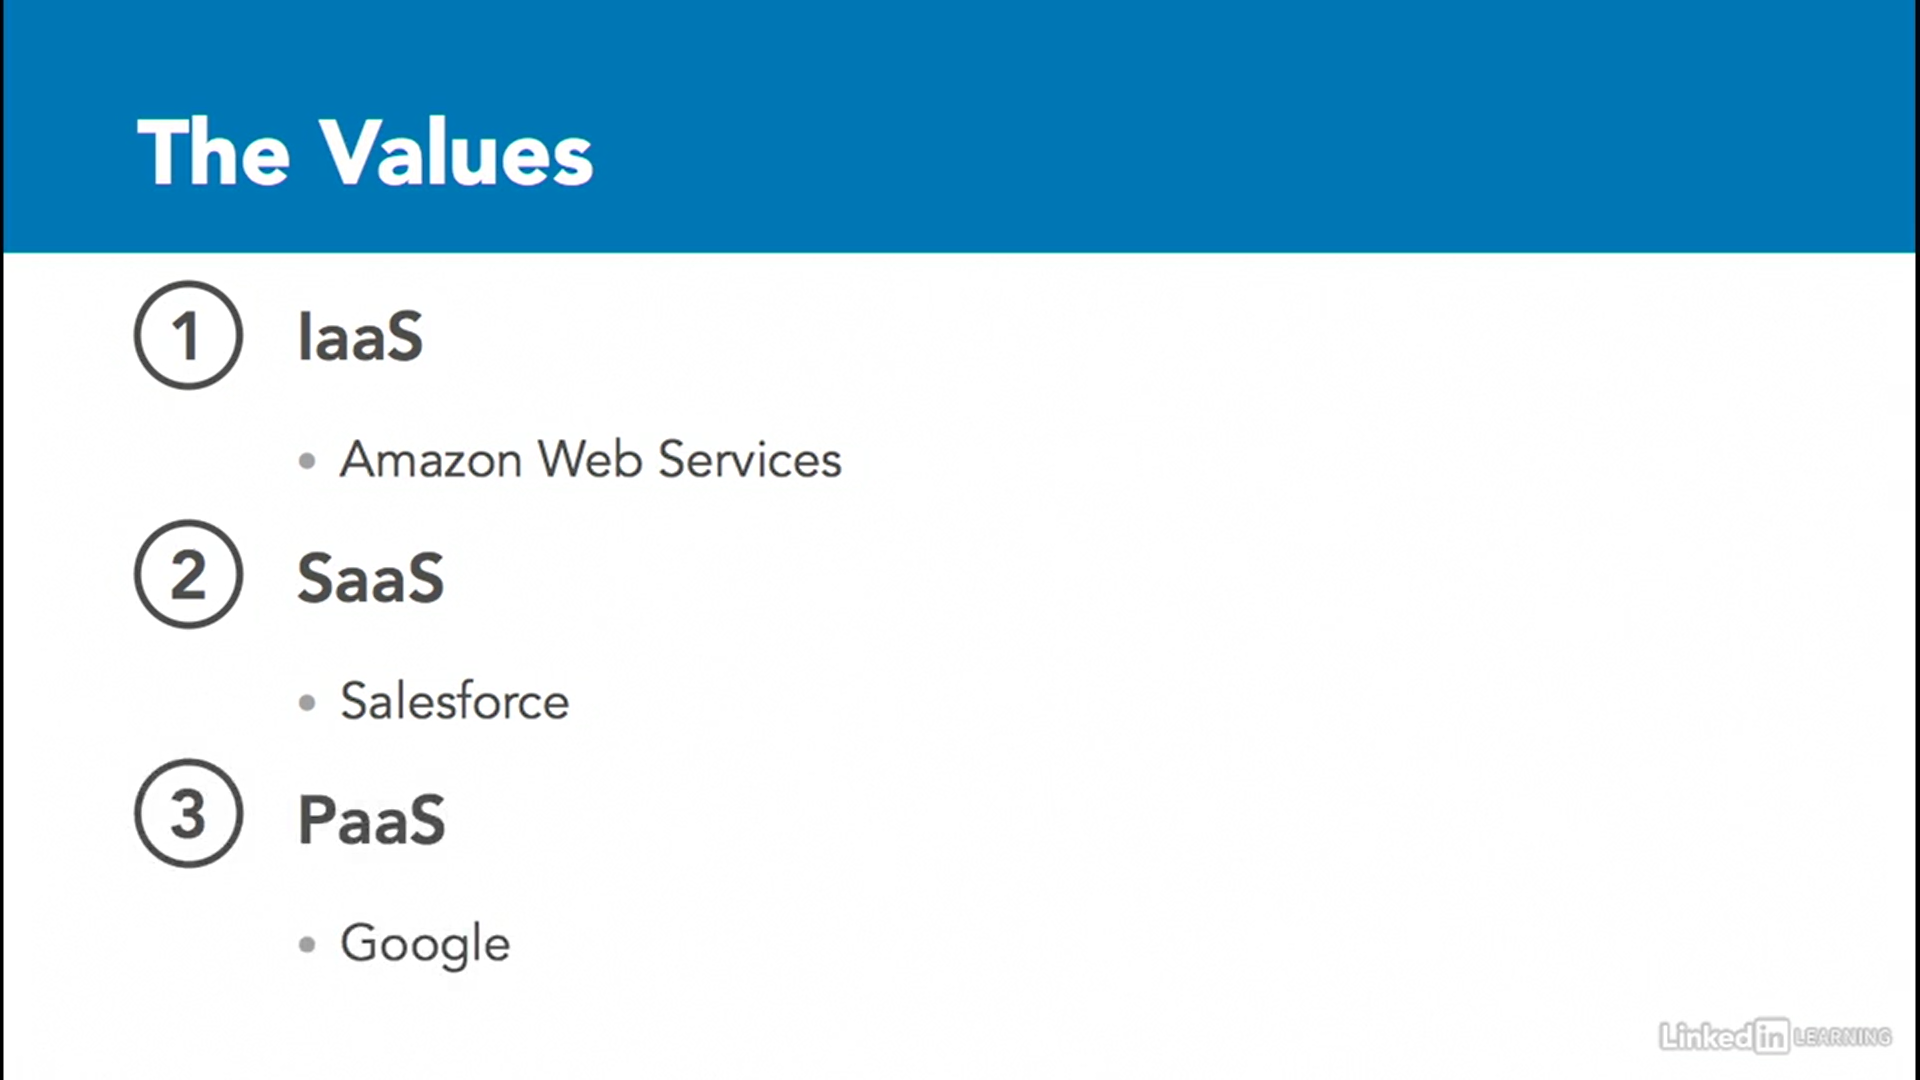 The Values
1 IaaS
• Amazon Web Services
2 SaaS
• Salesforce
3 PaaS
• Google
Linked in LEARNING